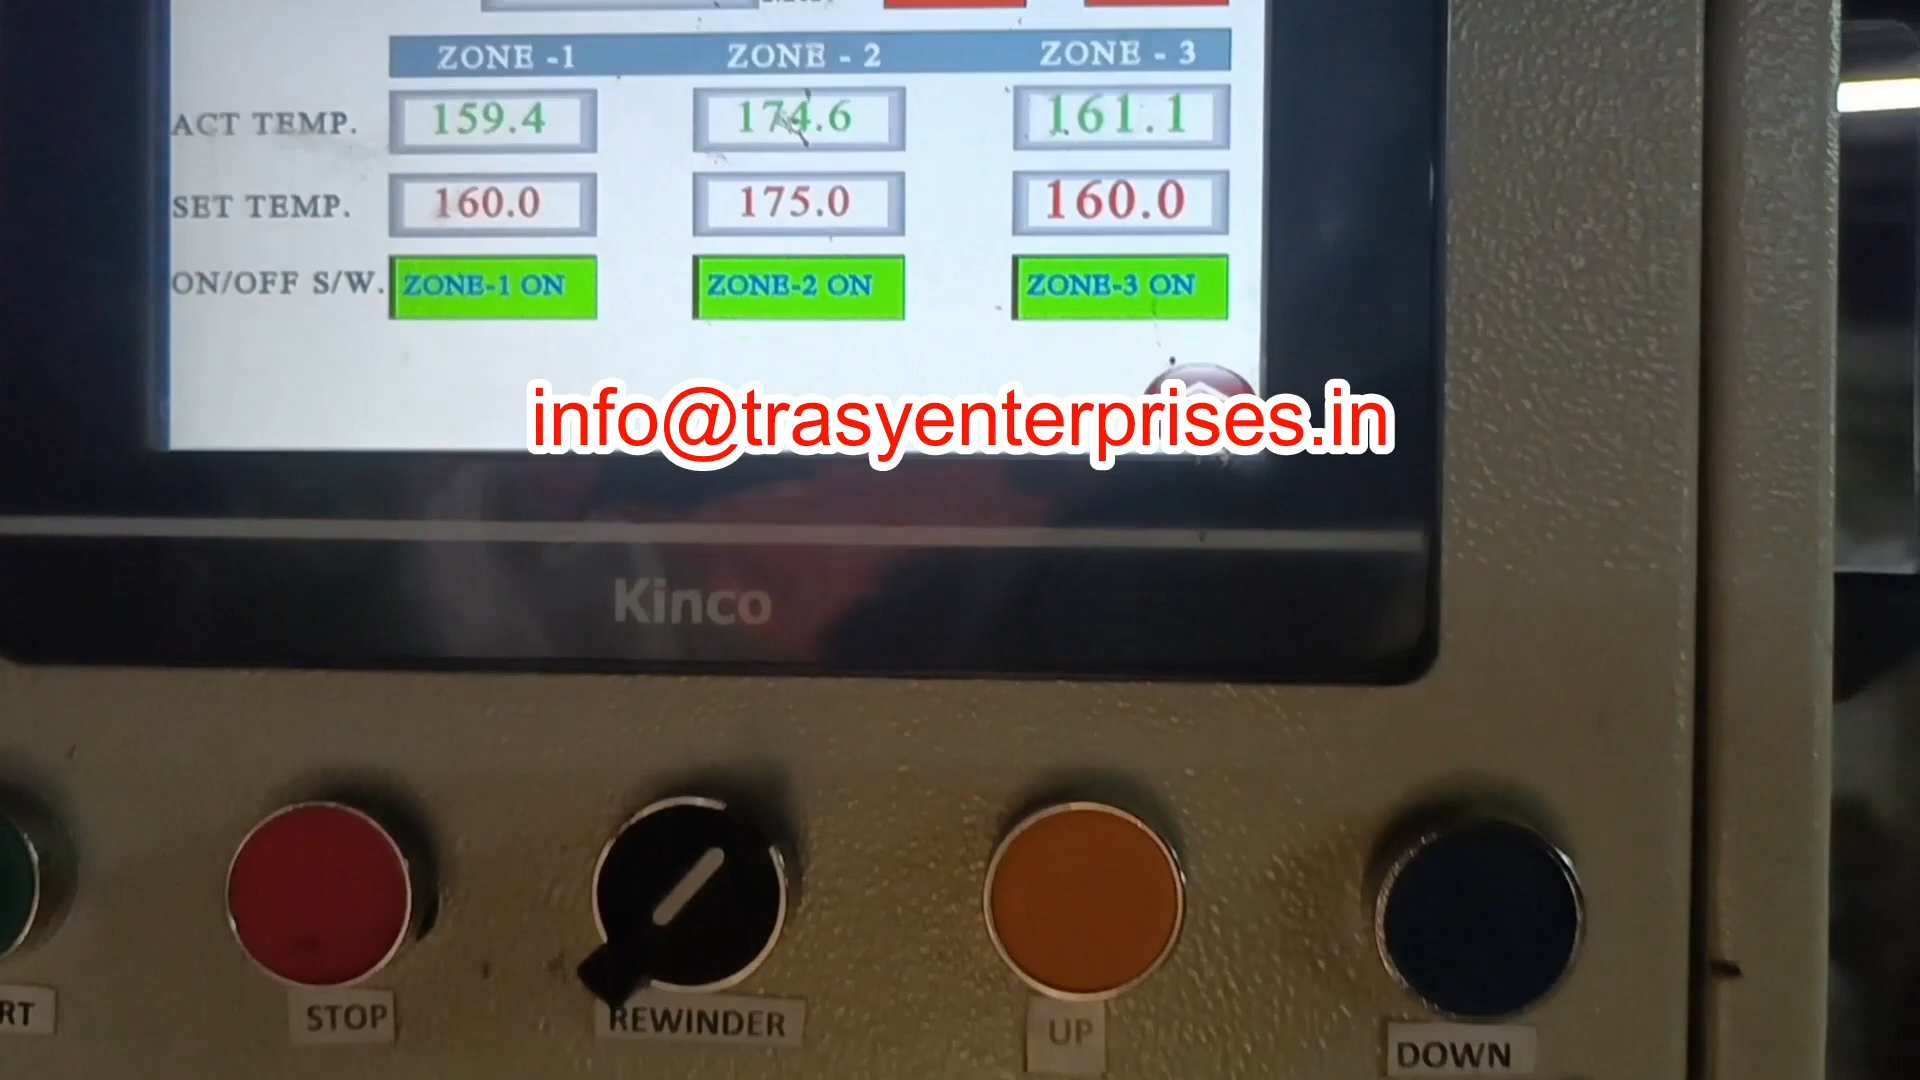 ZONE -1 ZONE - 2 ZONE - 3
ACT TEMP. 159.4 174.6 161.1
SET TEMP. 160.0 175.0 160.0
ON/OFF S/W. ZONE-1 ON ZONE-2 ON ZONE-3 ON
info@trasyenterprises.in
Kinco
RT STOP REWINDER UP DOWN